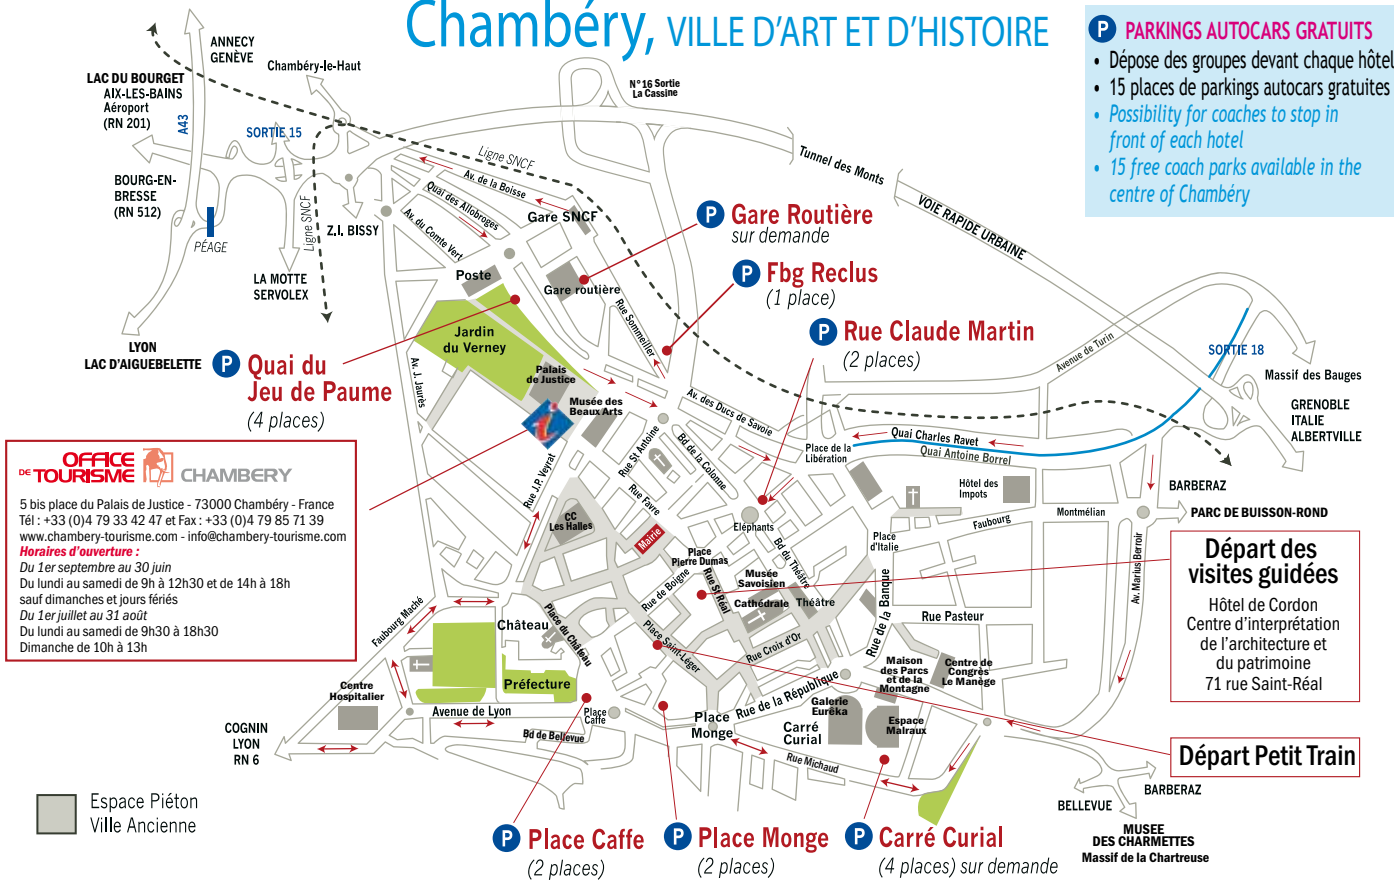 Chambéry, VILLE D'ART ET D'HISTOIRE
P PARKINGS AUTOCARS GRATUITS
• Dépose des groupes devant chaque hôtel
• 15 places de parkings autocars gratuites
• Possibility for coaches to stop in
front of each hotel
• 15 free coach parks available in the
centre of Chambéry
ANNECY
GENÈVE
Chambéry-le-Haut
LAC DU BOURGET
AIX-LES-BAINS
Aéroport
(RN 201)
A43
SORTIE 15
N°16 Sortie
La Cassine
Ligne SNCF
Tunnel des Monts
VOIE RAPIDE URBAINE
BOURG-EN-
BRESSE
(RN 512)
PÉAGE
Ligne SNCF
Z.I. BISSY
LA MOTTE
SERVOLEX
LYON
LAC D'AIGUEBELETTE
Av. de la Boisse
Quai des Allobroges
Av. du Comte Vert
Gare SNCF
P Gare Routière
sur demande
P Fbg Reclus
(1 place)
P Rue Claude Martin
(2 places)
Poste
Gare routière
Rue Sommeiller
Jardin
du Verney
P Quai du
Jeu de Paume
(4 places)
Av. J. Jaurès
Palais
de Justice
Musée des
Beaux Arts
Avenue de Turin
SORTIE 18
Massif des Bauges
GRENOBLE
ITALIE
ALBERTVILLE
Av. des Ducs de Savoie
Quai Charles Ravet
Quai Antoine Borrel
Place de la
Libération
Bd de la Colonne
Rue St Antoine
Rue Favre
Rue J.P. Veyrat
CC
Les Halles
Mairie
Eléphants
Hôtel des
Impots
Faubourg
Montmélian
BARBERAZ
PARC DE BUISSON-ROND
OFFICE
DE TOURISME CHAMBERY
5 bis place du Palais de Justice - 73000 Chambéry - France
Tél : +33 (0)4 79 33 42 47 et Fax : +33 (0)4 79 85 71 39
www.chambery-tourisme.com - info@chambery-tourisme.com
Horaires d'ouverture :
Du 1er septembre au 30 juin
Du lundi au samedi de 9h à 12h30 et de 14h à 18h
sauf dimanches et jours fériés
Du 1er juillet au 31 août
Du lundi au samedi de 9h30 à 18h30
Dimanche de 10h à 13h
Place
Pierre Dumas
Bd du Théâtre
Place
d'Italie
Rue de Boigne
Rue St Réal
Musée
Savoisien
Cathédrale
Théâtre
Rue de la Banque
Rue Pasteur
Av. Marius Berroir
Départ des
visites guidées
Hôtel de Cordon
Centre d'interprétation
de l'architecture et
du patrimoine
71 rue Saint-Réal
Faubourg Maché
Château
Place du Château
Place Saint-Léger
Rue Croix d'Or
Préfecture
Centre
Hospitalier
Avenue de Lyon
Place
Caffe
Bd de Bellevue
Place
Monge
Rue de la République
Maison
des Parcs
et de la
Montagne
Centre de
Congrès
Le Manège
Galerie
Eurêka
Carré
Curial
Espace
Malraux
Rue Michaud
Départ Petit Train
COGNIN
LYON
RN 6
BELLEVUE
BARBERAZ
MUSEE
DES CHARMETTES
Massif de la Chartreuse
Espace Piéton
Ville Ancienne
P Place Caffe
(2 places)
P Place Monge
(2 places)
P Carré Curial
(4 places) sur demande